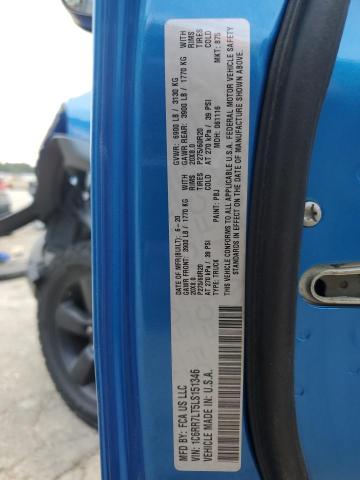 MFD BY: FCA US LLC
DATE OF MFR(BUILT): 6-20
GVWR: 6900 LB / 3130 KG
GAWR FRONT: 3900 LB / 1770 KG
GAWR REAR: 3900 LB / 1770 KG
WITH
20X8.0
RIMS
20X8.0
WITH
RIMS
P275/60R20
TIRES
P275/60R20
TIRES
AT 270 kPa / 39 PSI
COLD
AT 270 kPa / 39 PSI
COLD
1C6RR7LT5LS151346
TYPE: TRUCK
PAINT: PBJ
MDH: 061116
MKT: 875
VEHICLE MADE IN U.S.A.
THIS VEHICLE CONFORMS TO ALL APPLICABLE U.S.A. FEDERAL MOTOR VEHICLE SAFETY
STANDARDS IN EFFECT ON THE DATE OF MANUFACTURE SHOWN ABOVE.